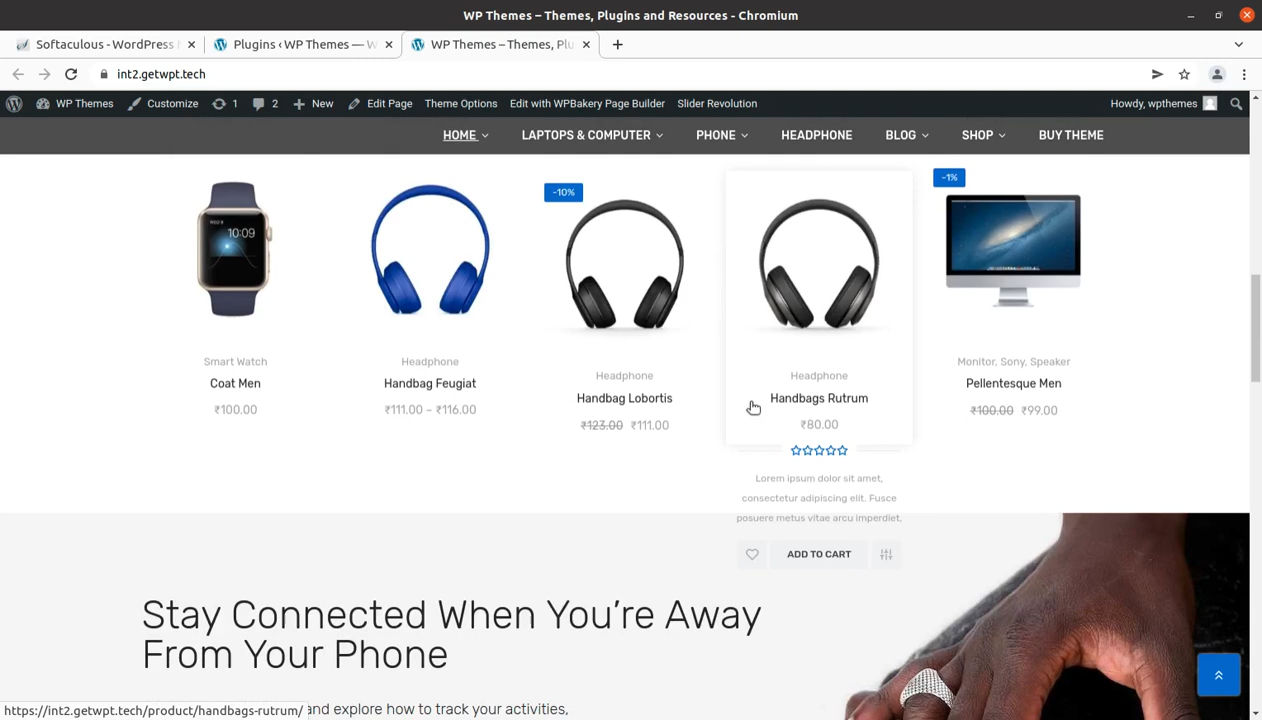 WP Themes – Themes, Plugins and Resources - Chromium
Softaculous - WordPress
Plugins ‹ WP Themes — W
WP Themes – Themes, Plu
int2.getwpt.tech
WP Themes
Customize
1
2
New
Edit Page
Theme Options
Edit with WPBakery Page Builder
Slider Revolution
Howdy, wpthemes
HOME
LAPTOPS & COMPUTER
PHONE
HEADPHONE
BLOG
SHOP
BUY THEME
-10%
-1%
10:09
Smart Watch
Coat Men
₹100.00
Headphone
Handbag Feugiat
₹111.00 – ₹116.00
Headphone
Handbag Lobortis
₹123.00 ₹111.00
Headphone
Handbags Rutrum
₹80.00
Monitor, Sony, Speaker
Pellentesque Men
₹100.00 ₹99.00
Lorem ipsum dolor sit amet,
consectetur adipiscing elit. Fusce
posuere metus vitae arcu imperdiet,
ADD TO CART
Stay Connected When You’re Away
From Your Phone
and explore how to track your activities,
https://int2.getwpt.tech/product/handbags-rutrum/